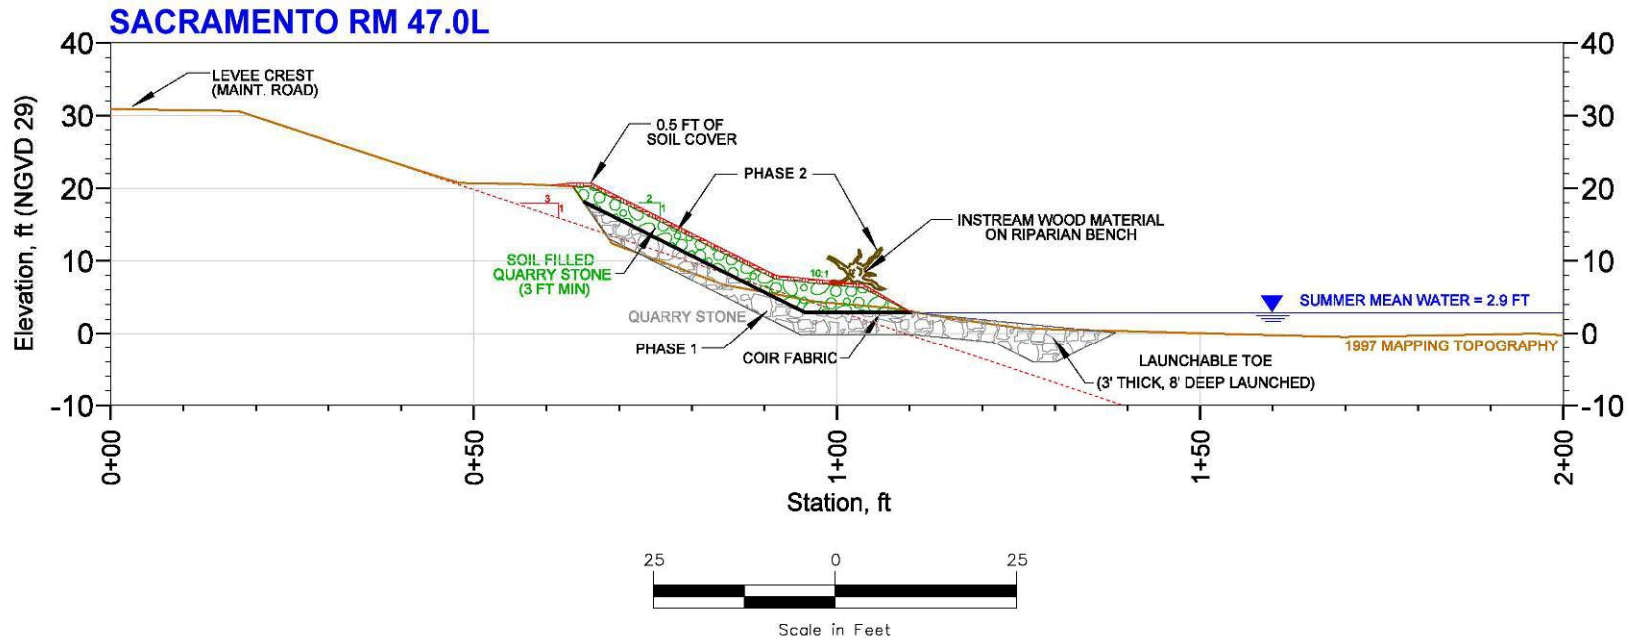 SACRAMENTO RM 47.0L
40
30
20
10
0
-10
Elevation, ft (NGVD 29)
LEVEE CREST
(MAINT. ROAD)
0.5 FT OF
SOIL COVER
PHASE 2
INSTREAM WOOD MATERIAL
ON RIPARIAN BENCH
3
1
2
1
10:1
SOIL FILLED
QUARRY STONE
(3 FT MIN)
QUARRY STONE
PHASE 1
COIR FABRIC
SUMMER MEAN WATER = 2.9 FT
1997 MAPPING TOPOGRAPHY
LAUNCHABLE TOE
(3' THICK, 8' DEEP LAUNCHED)
40
30
20
10
0
-10
0+00
0+50
1+00
1+50
2+00
Station, ft
25
0
25
Scale in Feet